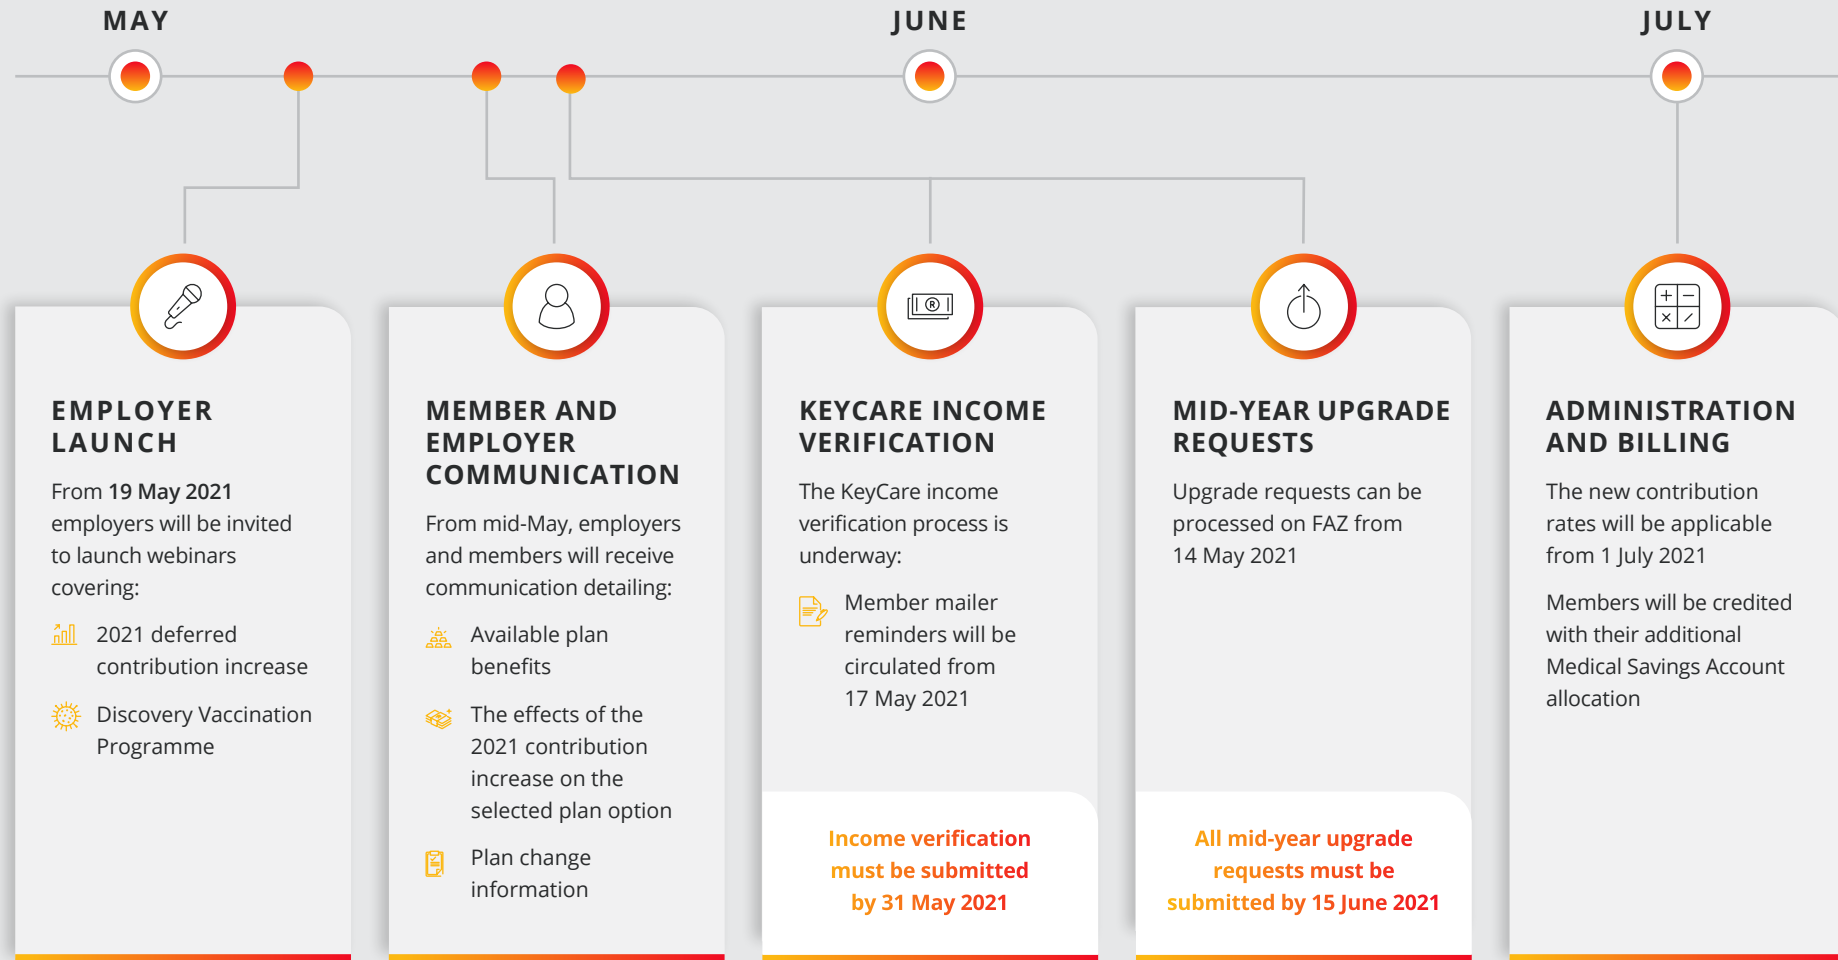 MAY
JUNE
JULY
EMPLOYER
LAUNCH
From 19 May 2021
employers will be invited
to launch webinars
covering:
2021 deferred
contribution increase
Discovery Vaccination
Programme
MEMBER AND
EMPLOYER
COMMUNICATION
From mid-May, employers
and members will receive
communication detailing:
Available plan
benefits
The effects of the
2021 contribution
increase on the
selected plan option
Plan change
information
R
KEYCARE INCOME
VERIFICATION
The KeyCare income
verification process is
underway:
Member mailer
reminders will be
circulated from
17 May 2021
Income verification
must be submitted
by 31 May 2021
MID-YEAR UPGRADE
REQUESTS
Upgrade requests can be
processed on FAZ from
14 May 2021
All mid-year upgrade
requests must be
submitted by 15 June 2021
ADMINISTRATION
AND BILLING
The new contribution
rates will be applicable
from 1 July 2021
Members will be credited
with their additional
Medical Savings Account
allocation